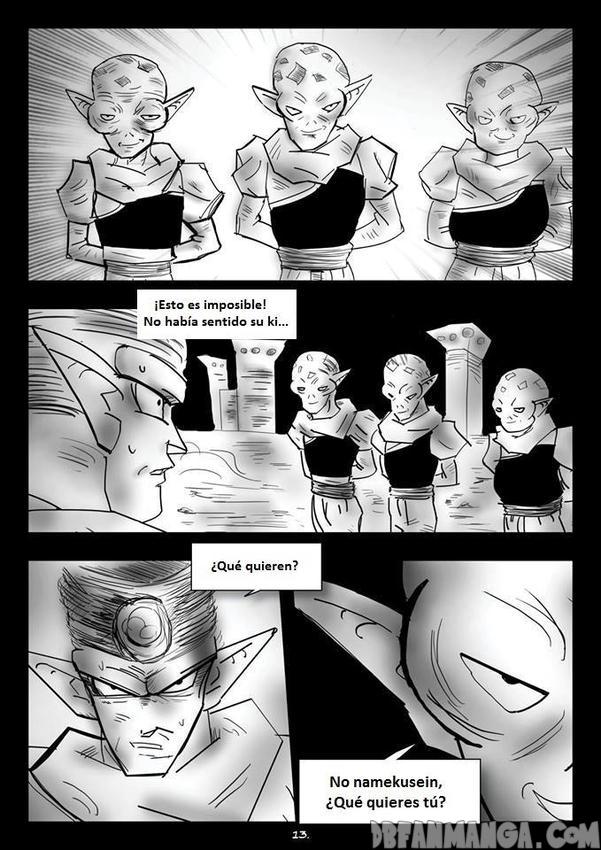 ¡Esto es imposible!
No había sentido su ki...
¿Qué quieren?
No namekusein,
¿Qué quieres tú?
13.
DBFANMANGA.COM